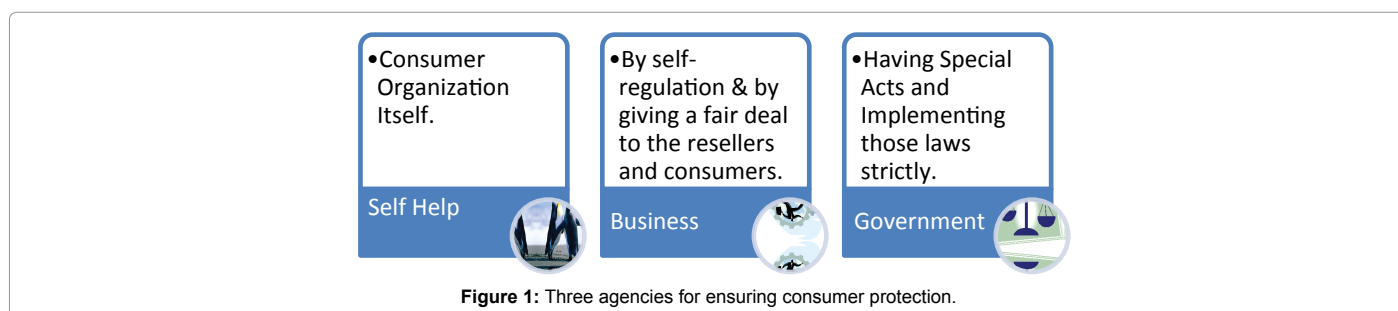 •Consumer
Organization
Itself.
Self Help
•By self-
regulation & by
giving a fair deal
to the resellers
and consumers.
Business
•Having Special
Acts and
Implementing
those laws
strictly.
Government
Figure 1: Three agencies for ensuring consumer protection.